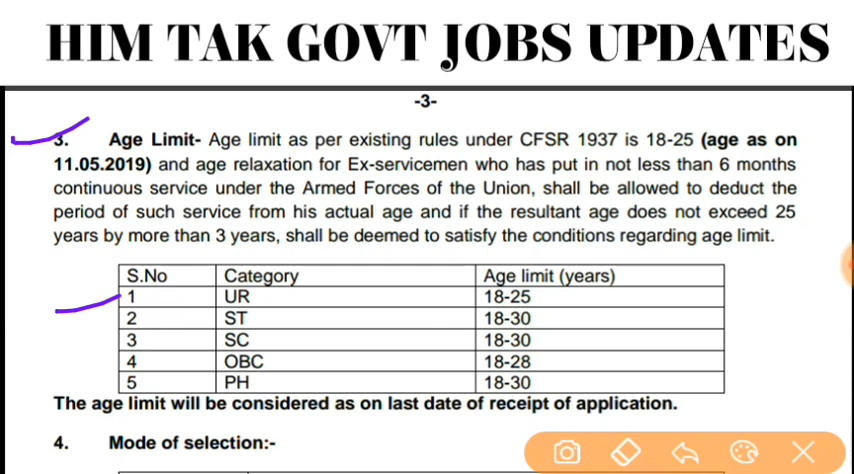 HIM TAK GOVT JOBS UPDATES
-3-
3. Age Limit- Age limit as per existing rules under CFSR 1937 is 18-25 (age as on
11.05.2019) and age relaxation for Ex-servicemen who has put in not less than 6 months
continuous service under the Armed Forces of the Union, shall be allowed to deduct the
period of such service from his actual age and if the resultant age does not exceed 25
years by more than 3 years, shall be deemed to satisfy the conditions regarding age limit.
S.No Category Age limit (years)
1 UR 18-25
2 ST 18-30
3 SC 18-30
4 OBC 18-28
5 PH 18-30
The age limit will be considered as on last date of receipt of application.
4. Mode of selection:-